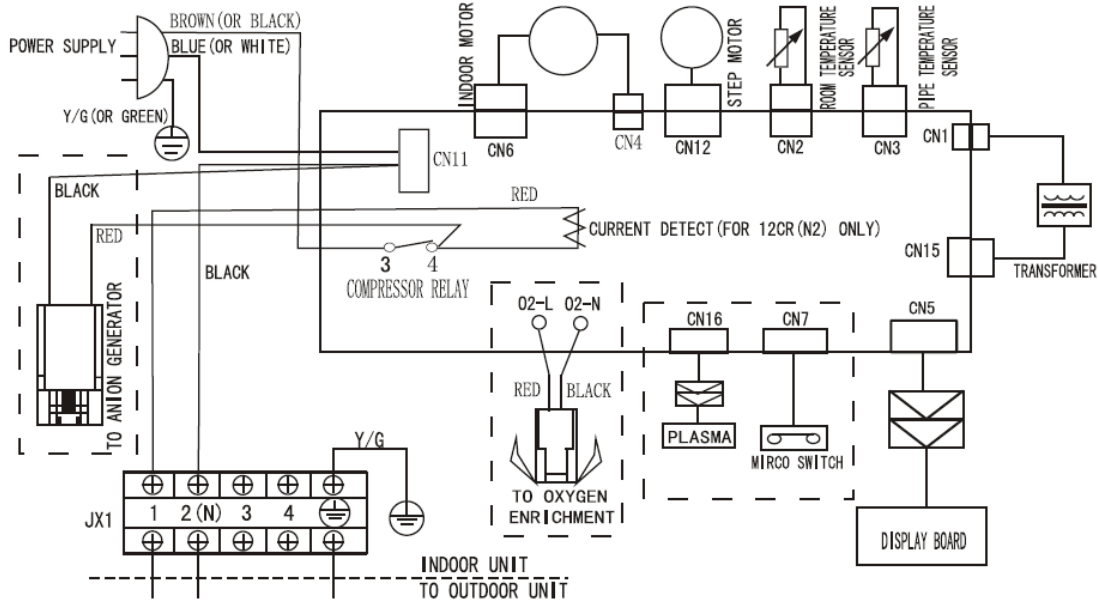 BROWN(OR BLACK)
POWER SUPPLY
BLUE(OR WHITE)
Y/G(OR GREEN)
INDOOR MOTOR
STEP MOTOR
ROOM TEMPERATURE
SENSOR
PIPE TEMPERATURE
SENSOR
CN6
CN4
CN12
CN2
CN3
CN1
CN11
BLACK
RED
RED
CURRENT DETECT(FOR 12CR(N2) ONLY)
3
4
COMPRESSOR RELAY
BLACK
CN15
TRANSFORMER
TO ANION GENERATOR
O2-L
O2-N
CN16
CN7
CN5
RED
BLACK
PLASMA
MIRCO SWITCH
Y/G
TO OXYGEN
ENRICHMENT
JX1
1
2(N)
3
4
DISPLAY BOARD
INDOOR UNIT
TO OUTDOOR UNIT